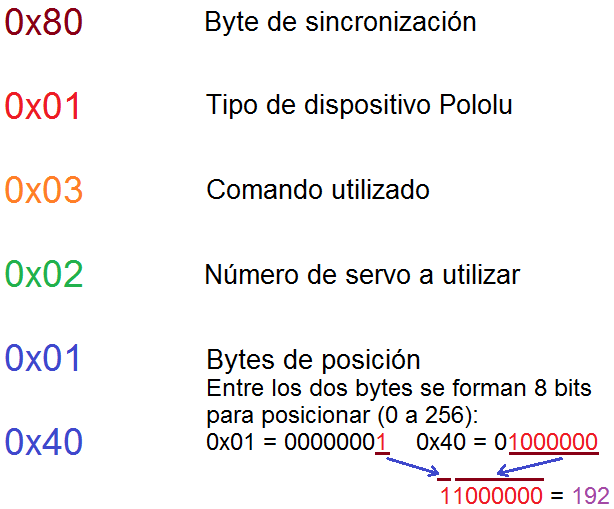 0x80 Byte de sincronización
0x01 Tipo de dispositivo Pololu
0x03 Comando utilizado
0x02 Número de servo a utilizar
0x01 Bytes de posición
Entre los dos bytes se forman 8 bits
para posicionar (0 a 256):
0x40 0x01 = 00000001 0x40 = 01000000
11000000 = 192